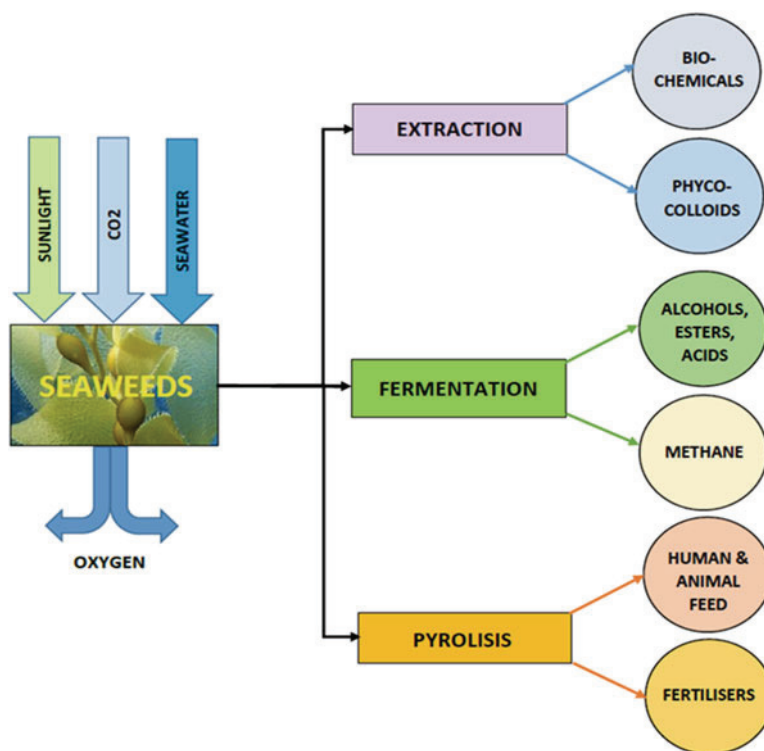 SUNLIGHT
CO2
SEAWATER
SEAWEEDS
OXYGEN
EXTRACTION
BIO-
CHEMICALS
PHYCO-
COLLOIDS
FERMENTATION
ALCOHOLS,
ESTERS,
ACIDS
METHANE
PYROLISIS
HUMAN &
ANIMAL
FEED
FERTILISERS